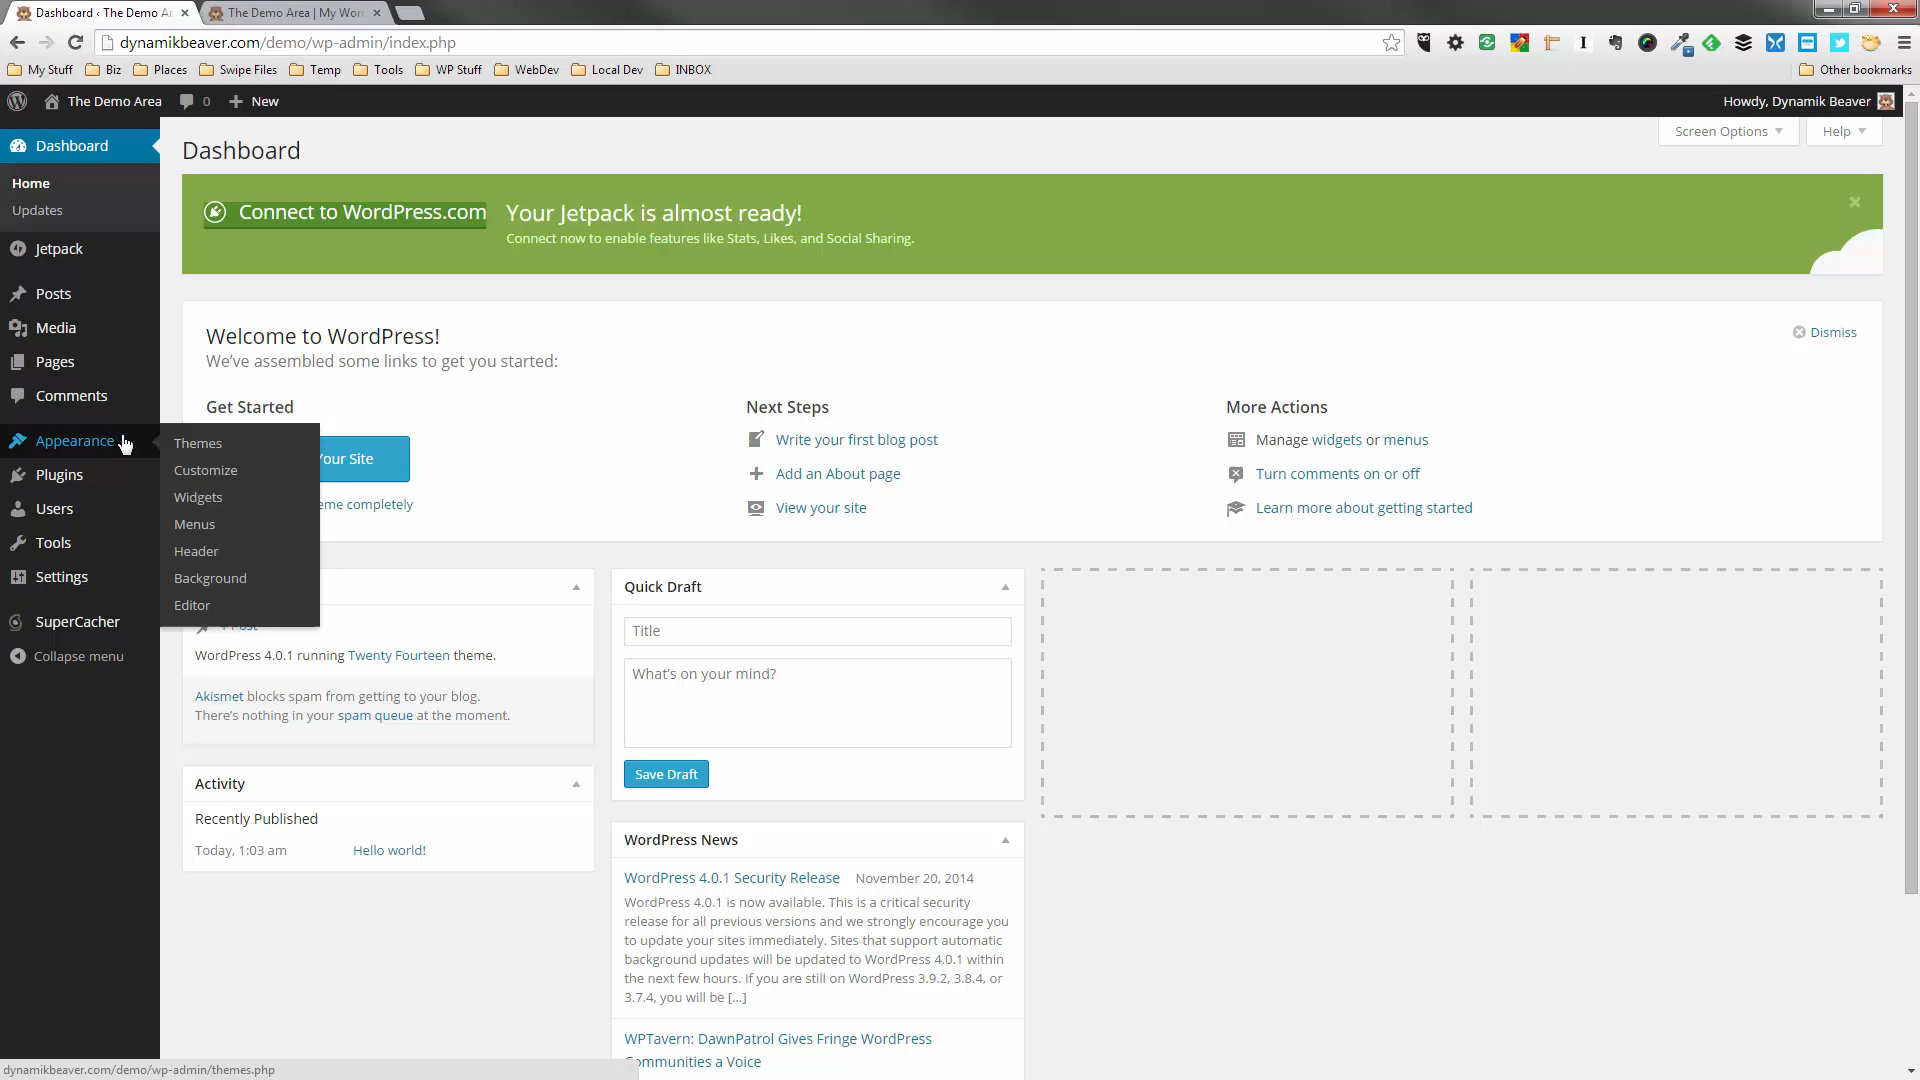 Dashboard ‹ The Demo Ar
The Demo Area | My Wor
dynamikbeaver.com/demo/wp-admin/index.php
My Stuff
Biz
Places
Swipe Files
Temp
Tools
WP Stuff
WebDev
Local Dev
INBOX
Other bookmarks
The Demo Area
0
New
Howdy, Dynamik Beaver
Dashboard
Home
Updates
Jetpack
Posts
Media
Pages
Comments
Appearance
Plugins
Users
Tools
Settings
SuperCacher
Collapse menu
Themes
Customize
Widgets
Menus
Header
Background
Editor
Dashboard
Screen Options
Help
Connect to WordPress.com
Your Jetpack is almost ready!
Connect now to enable features like Stats, Likes, and Social Sharing.
Welcome to WordPress!
We've assembled some links to get you started:
Dismiss
Get Started
Your Site
eme completely
Next Steps
Write your first blog post
Add an About page
View your site
More Actions
Manage widgets or menus
Turn comments on or off
Learn more about getting started
WordPress 4.0.1 running Twenty Fourteen theme.
Akismet blocks spam from getting to your blog.
There's nothing in your spam queue at the moment.
Activity
Recently Published
Today, 1:03 am
Hello world!
Quick Draft
Title
What's on your mind?
Save Draft
WordPress News
WordPress 4.0.1 Security Release November 20, 2014
WordPress 4.0.1 is now available. This is a critical security
release for all previous versions and we strongly encourage you
to update your sites immediately. Sites that support automatic
background updates will be updated to WordPress 4.0.1 within
the next few hours. If you are still on WordPress 3.9.2, 3.8.4, or
3.7.4, you will be [...]
WPTavern: DawnPatrol Gives Fringe WordPress
Communities a Voice
dynamikbeaver.com/demo/wp-admin/themes.php